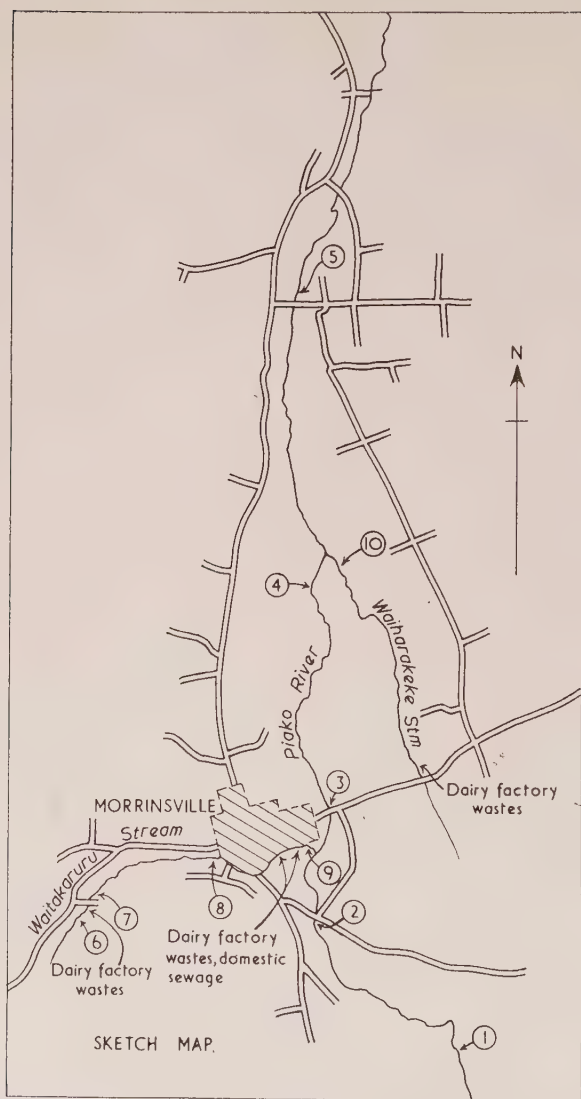 5
N
10
4
Waiharakeke Stm
Piako River
3
Dairy factory
wastes
MORRINSVILLE
Stream
Waitakaruru
9
8
2
7
6
Dairy factory
wastes, domestic
sewage
Dairy factory
wastes
1
SKETCH MAP.